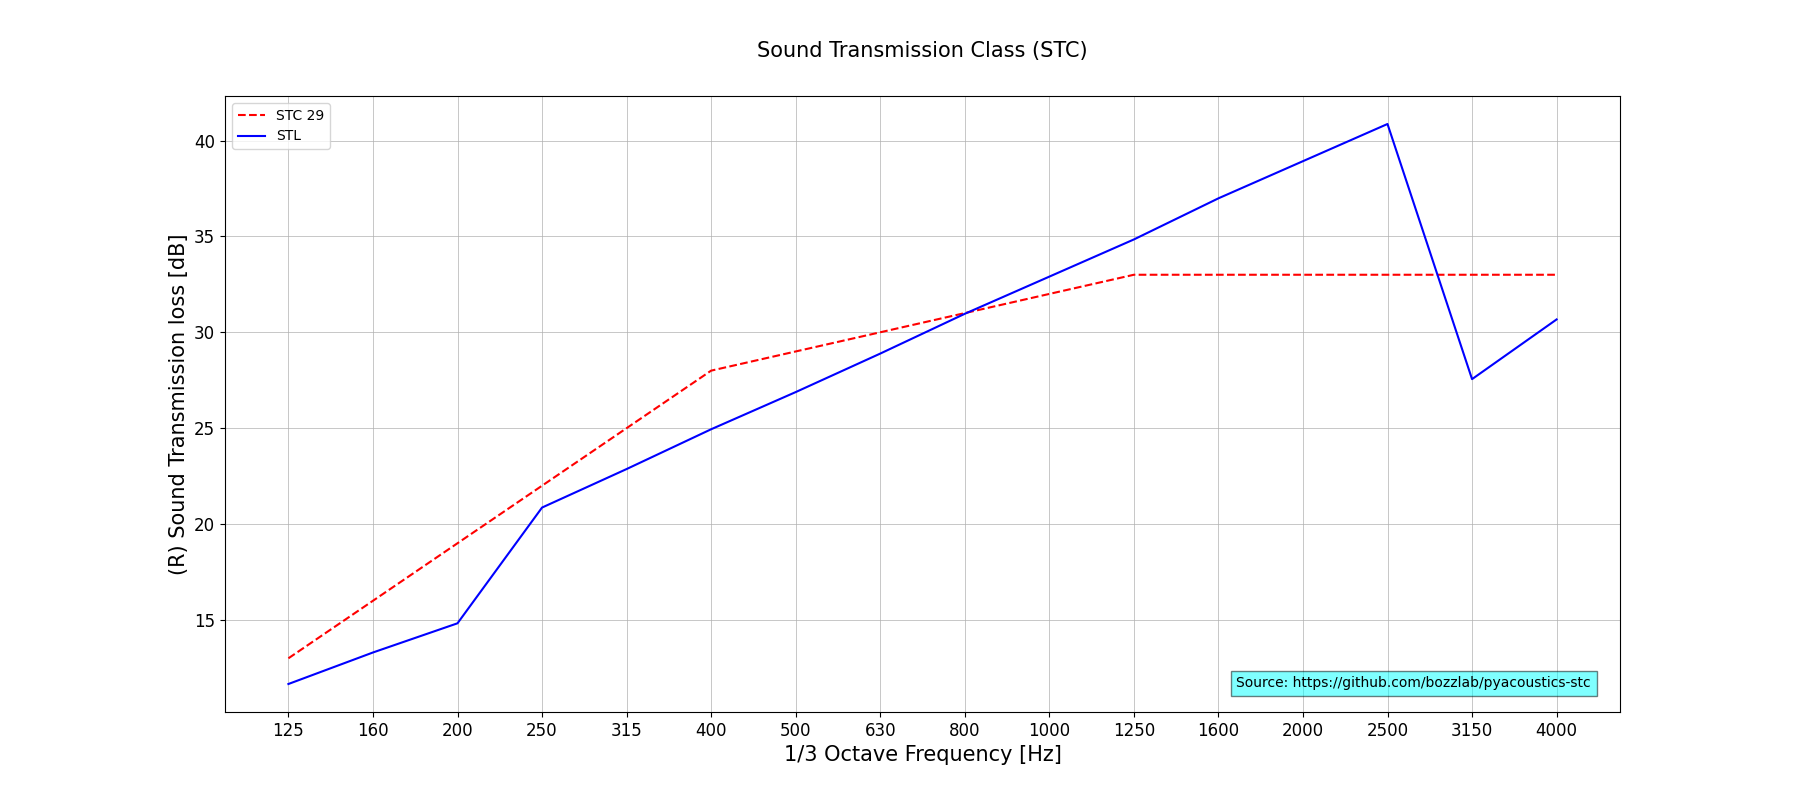 Sound Transmission Class (STC)
STC 29
STL
(R) Sound Transmission loss [dB]
40
35
30
25
20
15
Source: https://github.com/bozzlab/pyacoustics-stc
125 160 200 250 315 400 500 630 800 1000 1250 1600 2000 2500 3150 4000
1/3 Octave Frequency [Hz]